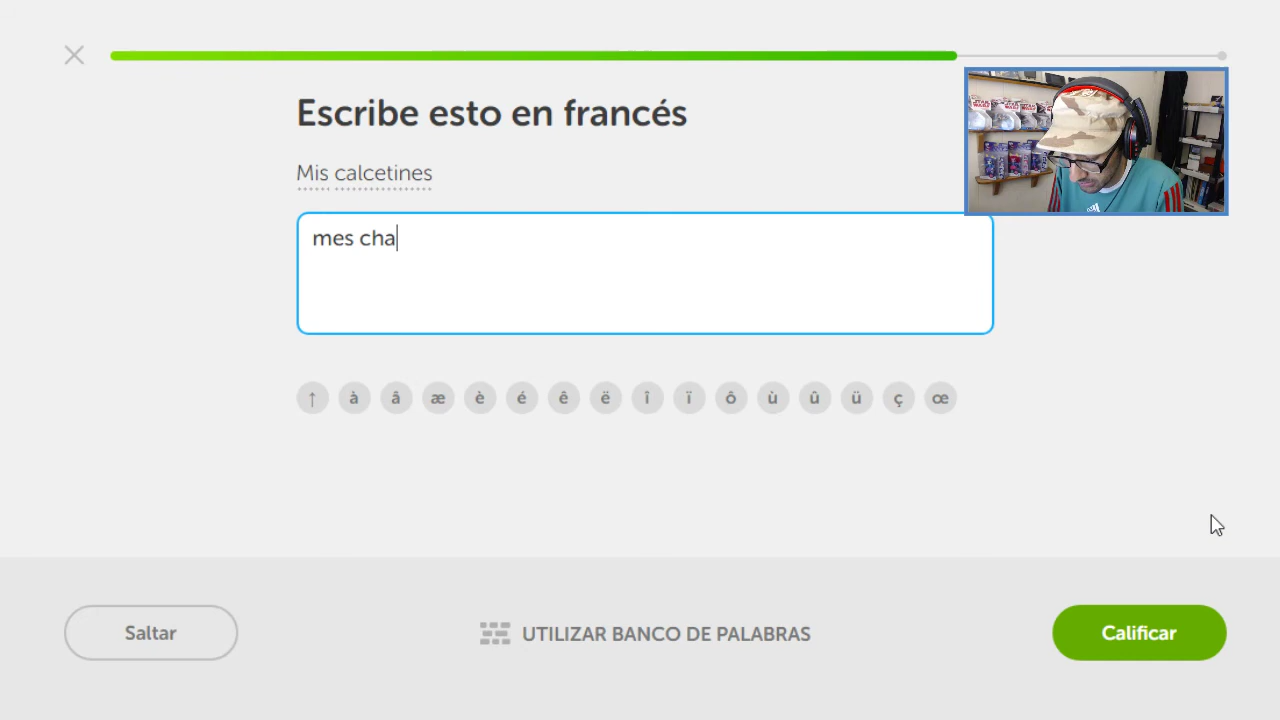 Escribe esto en francés
Mis calcetines
mes cha
↑ à â æ è é ê ë î ï ô ù û ü ç œ
Saltar
UTILIZAR BANCO DE PALABRAS
Calificar